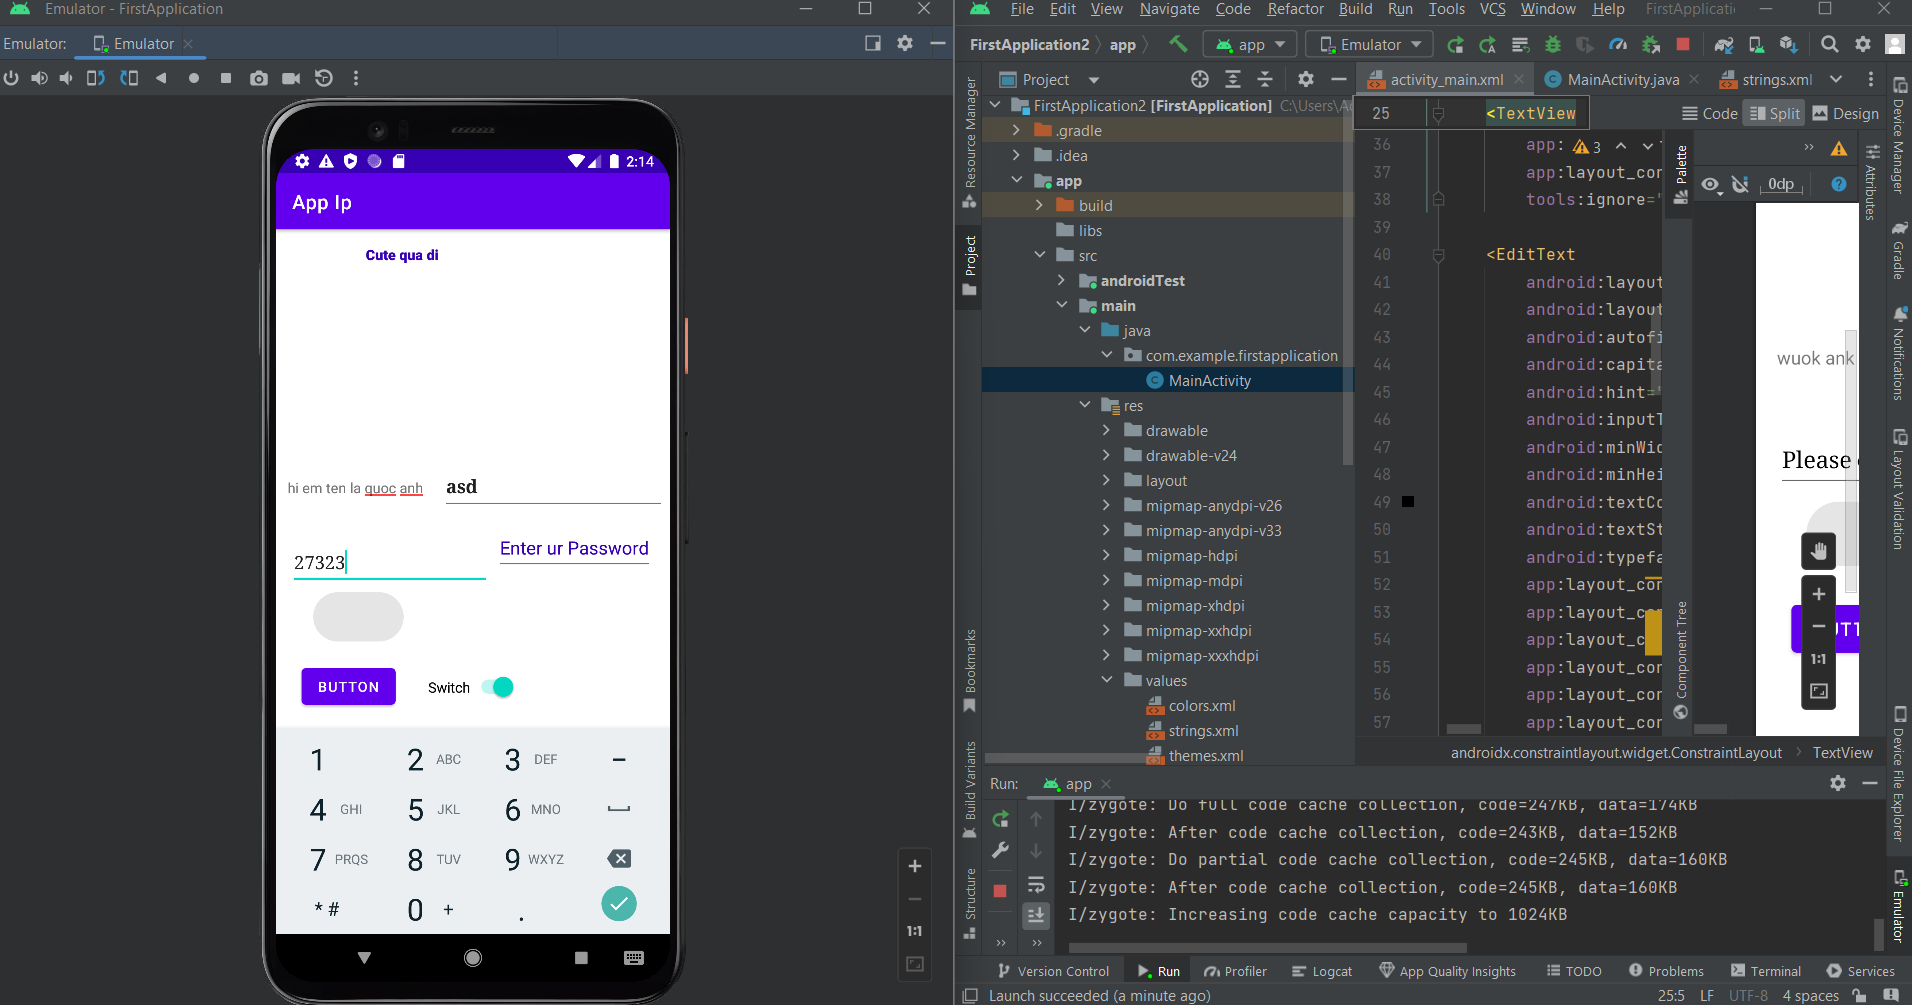 Emulator - FirstApplication
Emulator:
Emulator
2:14
App Ip
Cute qua di
hi em ten la quoc anh
asd
27323
Enter ur Password
BUTTON
Switch
1
2 ABC
3 DEF
–
4 GHI
5 JKL
6 MNO
7 PRQS
8 TUV
9 WXYZ
* #
0 +
.
1:1
File Edit View Navigate Code Refactor Build Run Tools VCS Window Help FirstApplicati
FirstApplication2 app
app
Emulator
Resource Manager
Project
Bookmarks
Build Variants
Structure
Project
FirstApplication2 [FirstApplication] C:\Users\
.gradle
.idea
app
build
libs
src
androidTest
main
java
com.example.firstapplication
MainActivity
res
drawable
drawable-v24
layout
mipmap-anydpi-v26
mipmap-anydpi-v33
mipmap-hdpi
mipmap-mdpi
mipmap-xhdpi
mipmap-xxhdpi
mipmap-xxxhdpi
values
colors.xml
strings.xml
themes.xml
activity_main.xml
MainActivity.java
strings.xml
25 <TextView
Code Split Design
36 app: 3
37 app:layout_con
38 tools:ignore="
39
40 <EditText
41 android:layout
42 android:layout
43 android:autofi
44 android:capita
45 android:hint="
46 android:inputT
47 android:minWid
48 android:minHei
49 android:textCo
50 android:textSt
51 android:typefa
52 app:layout_con
53 app:layout_c
54 app:layout_c
55 app:layout_con
56 app:layout_con
57 app:layout_con
Palette
Component Tree
0dp
Attributes
wuok ank
Please
UTT
1:1
androidx.constraintlayout.widget.ConstraintLayout TextView
Device Manager
Gradle
Notifications
Layout Validation
Device File Explorer
Emulator
Run: app
I/zygote: Do full code cache collection, code=247KB, data=174KB
I/zygote: After code cache collection, code=243KB, data=152KB
I/zygote: Do partial code cache collection, code=245KB, data=160KB
I/zygote: After code cache collection, code=245KB, data=160KB
I/zygote: Increasing code cache capacity to 1024KB
Version Control Run Profiler Logcat App Quality Insights TODO Problems Terminal Services
Launch succeeded (a minute ago)
25:5 LF UTF-8 4 spaces